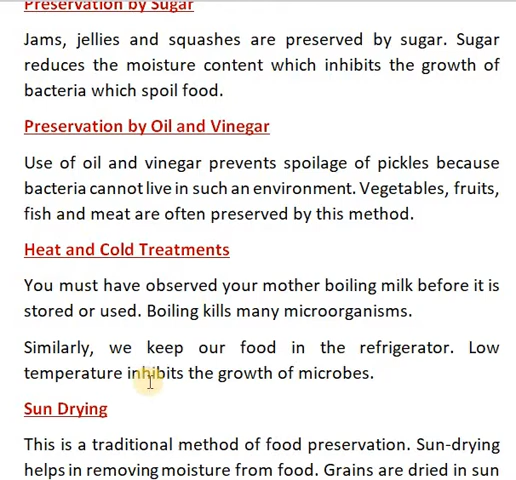 Preservation by Sugar
Jams, jellies and squashes are preserved by sugar. Sugar
reduces the moisture content which inhibits the growth of
bacteria which spoil food.
Preservation by Oil and Vinegar
Use of oil and vinegar prevents spoilage of pickles because
bacteria cannot live in such an environment. Vegetables, fruits,
fish and meat are often preserved by this method.
Heat and Cold Treatments
You must have observed your mother boiling milk before it is
stored or used. Boiling kills many microorganisms.
Similarly, we keep our food in the refrigerator. Low
temperature inhibits the growth of microbes.
Sun Drying
This is a traditional method of food preservation. Sun-drying
helps in removing moisture from food. Grains are dried in sun